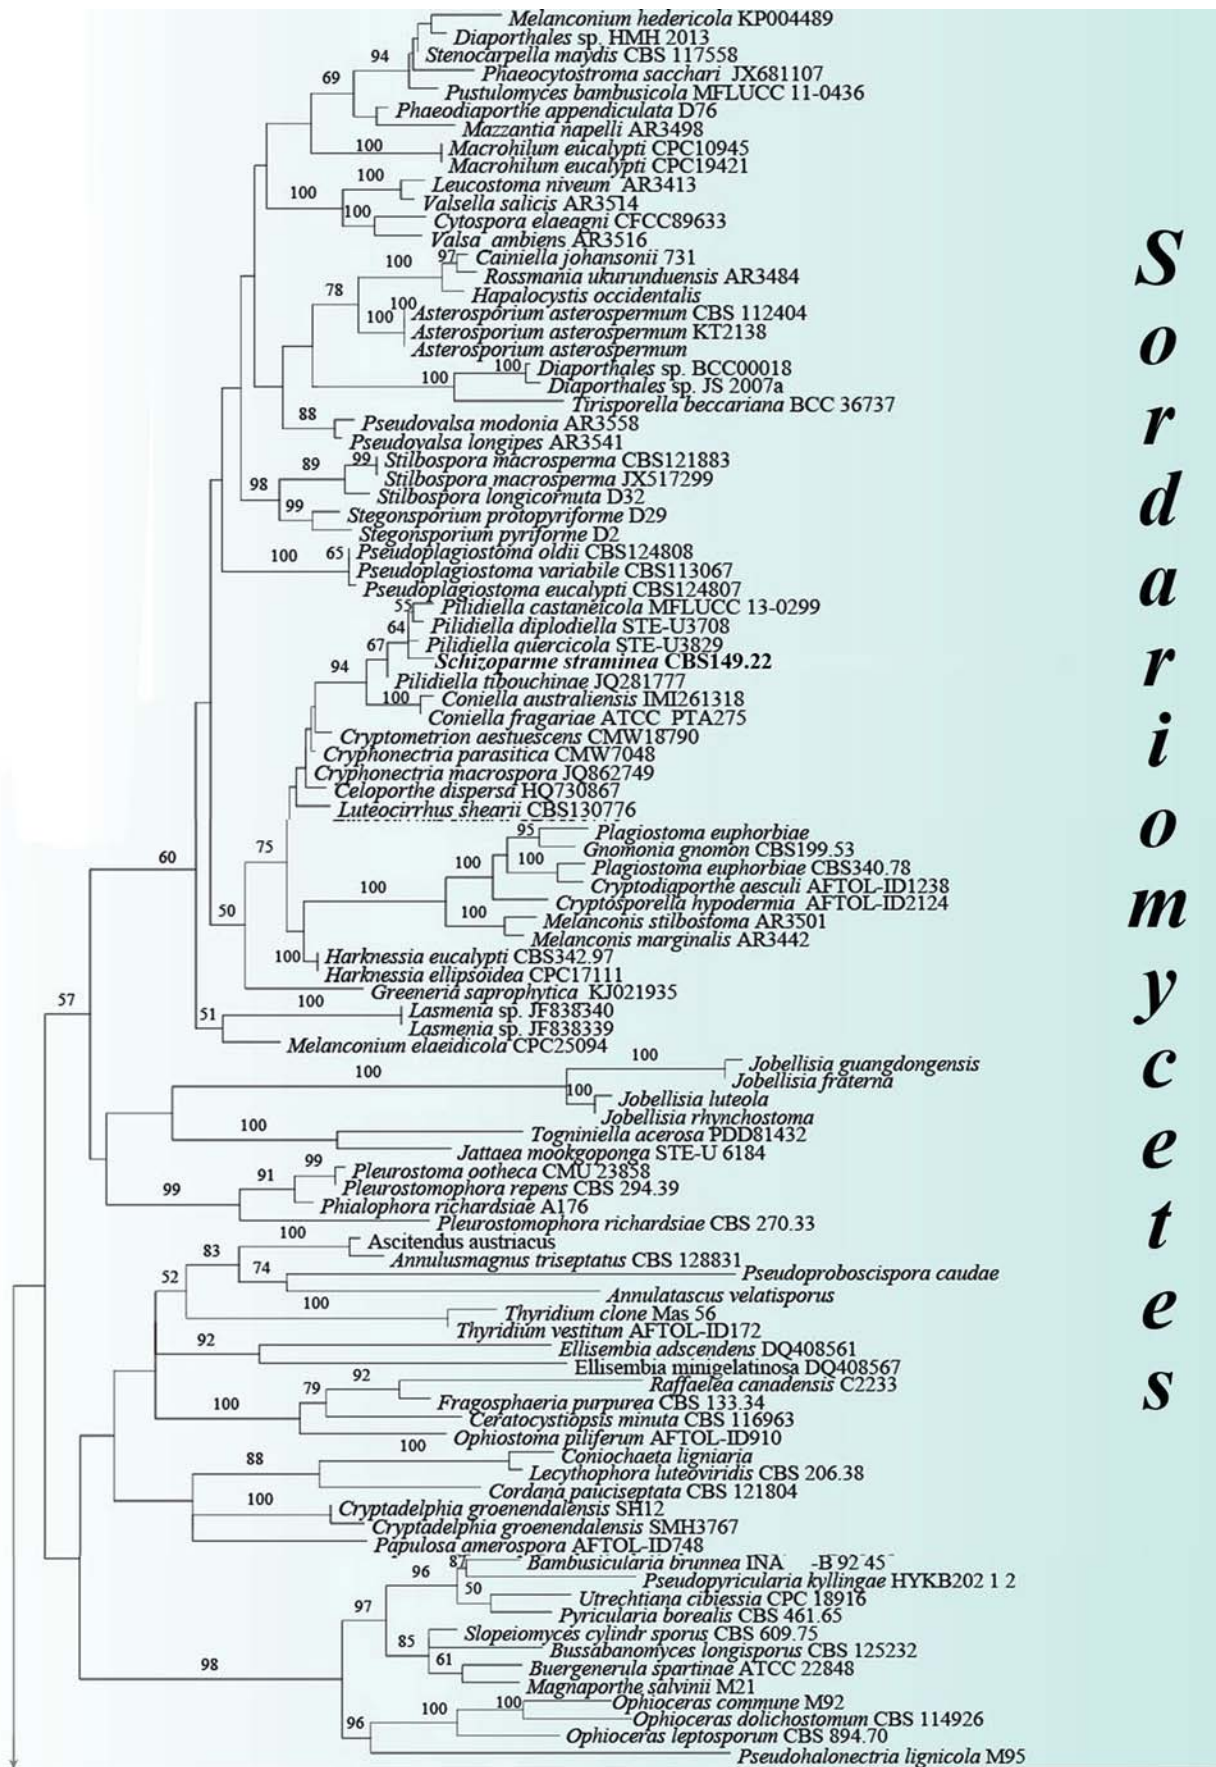 Melanconium hedericola KP004489
Diaporthales sp. HMH 2013
Stenocarpella maydis CBS 117558
94
Phaeocytostroma sacchari JX681107
69
Pustulomyces bambusicola MFLUCC 11-0436
Phaeodiaporthe appendiculata D76
Mazzantia napelli AR3498
100
Macrohilum eucalypti CPC10945
Macrohilum eucalypti CPC19421
100
Leucostoma niveum AR3413
100
Valsella salicis AR3514
100
Cytospora elaeagni CFCC89633
Valsa ambiens AR3516
97
Cainiella johansonii 731
100
Rossmania ukurunduensis AR3484
78
Hapalocystis occidentalis
100
Asterosporium asterospermum CBS 112404
100
Asterosporium asterospermum KT2138
Asterosporium asterospermum
100
Diaporthales sp. BCC00018
100
Diaporthales sp. JS 2007a
Tirisporella beccariana BCC 36737
88
Pseudovalsa modonia AR3558
Pseudovalsa longipes AR3541
89
99
Stilbospora macrosperma CBS121883
98
Stilbospora macrosperma JX517299
Stilbospora longicornuta D32
99
Stegonsporium protopyriforme D29
Stegonsporium pyriforme D2
100
65
Pseudoplagiostoma oldii CBS124808
Pseudoplagiostoma variabile CBS113067
Pseudoplagiostoma eucalypti CBS124807
55
Pilidiella castaneicola MFLUCC 13-0299
64
Pilidiella diplodiella STE-U3708
67
Pilidiella quercicola STE-U3829
94
Schizoparme straminea CBS149.22
Pilidiella tibouchinae JQ281777
100
Coniella australiensis IMI261318
Coniella fragariae ATCC PTA275
Cryptometrion aestuescens CMW18790
Cryphonectria parasitica CMW7048
Cryphonectria macrospora JQ862749
Celoporthe dispersa HQ730867
Luteocirrhus shearii CBS130776
95
Plagiostoma euphorbiae
75
Gnomonia gnomon CBS199.53
60
100
100
Plagiostoma euphorbiae CBS340.78
100
Cryptodiaporthe aesculi AFTOL-ID1238
Cryptosporella hypodermia AFTOL-ID2124
50
100
Melanconis stilbostoma AR3501
Melanconis marginalis AR3442
100
Harknessia eucalypti CBS342.97
Harknessia ellipsoidea CPC17111
Greeneria saprophytica KJ021935
57
100
51
Lasmenia sp. JF838340
Lasmenia sp. JF838339
Melanconium elaeidicola CPC25094
100
Jobellisia guangdongensis
100
Jobellisia fraterna
100
Jobellisia luteola
Jobellisia rhynchostoma
100
Togniniella acerosa PDD81432
Jattaea mookgoponga STE-U 6184
99
Pleurostoma ootheca CMU 23858
91
99
Pleurostomophora repens CBS 294.39
Phialophora richardsiae A176
Pleurostomophora richardsiae CBS 270.33
100
Ascitendus austriacus
83
Annulusmagnus triseptatus CBS 128831
74
52
Pseudoproboscispora caudae
Annulatascus velatisporus
100
Thyridium clone Mas 56
Thyridium vestitum AFTOL-ID172
92
Ellisembia adscendens DQ408561
Ellisembia minigelatinosa DQ408567
92
Raffaelea canadensis C2233
79
Fragosphaeria purpurea CBS 133.34
100
Ceratocystiopsis minuta CBS 116963
Ophiostoma piliferum AFTOL-ID910
100
Coniochaeta ligniaria
88
Lecythophora luteoviridis CBS 206.38
Cordana pauciseptata CBS 121804
100
Cryptadelphia groenendalensis SH12
Cryptadelphia groenendalensis SMH3767
Papulosa amerospora AFTOL-ID748
87
Bambusicularia brunnea INA -B 92 45
96
Pseudopyricularia kyllingae HYKB202 1 2
50
Utrechtiana cibiessia CPC 18916
97
Pyricularia borealis CBS 461.65
Slopeiomyces cylindr sporus CBS 609.75
85
Bussabanomyces longisporus CBS 125232
61
98
Buergenerula spartinae ATCC 22848
Magnaporthe salvinii M21
100
100
Ophioceras commune M92
96
Ophioceras dolichostomum CBS 114926
Ophioceras leptosporum CBS 894.70
Pseudohalonectria lignicola M95
Sordariomycetes